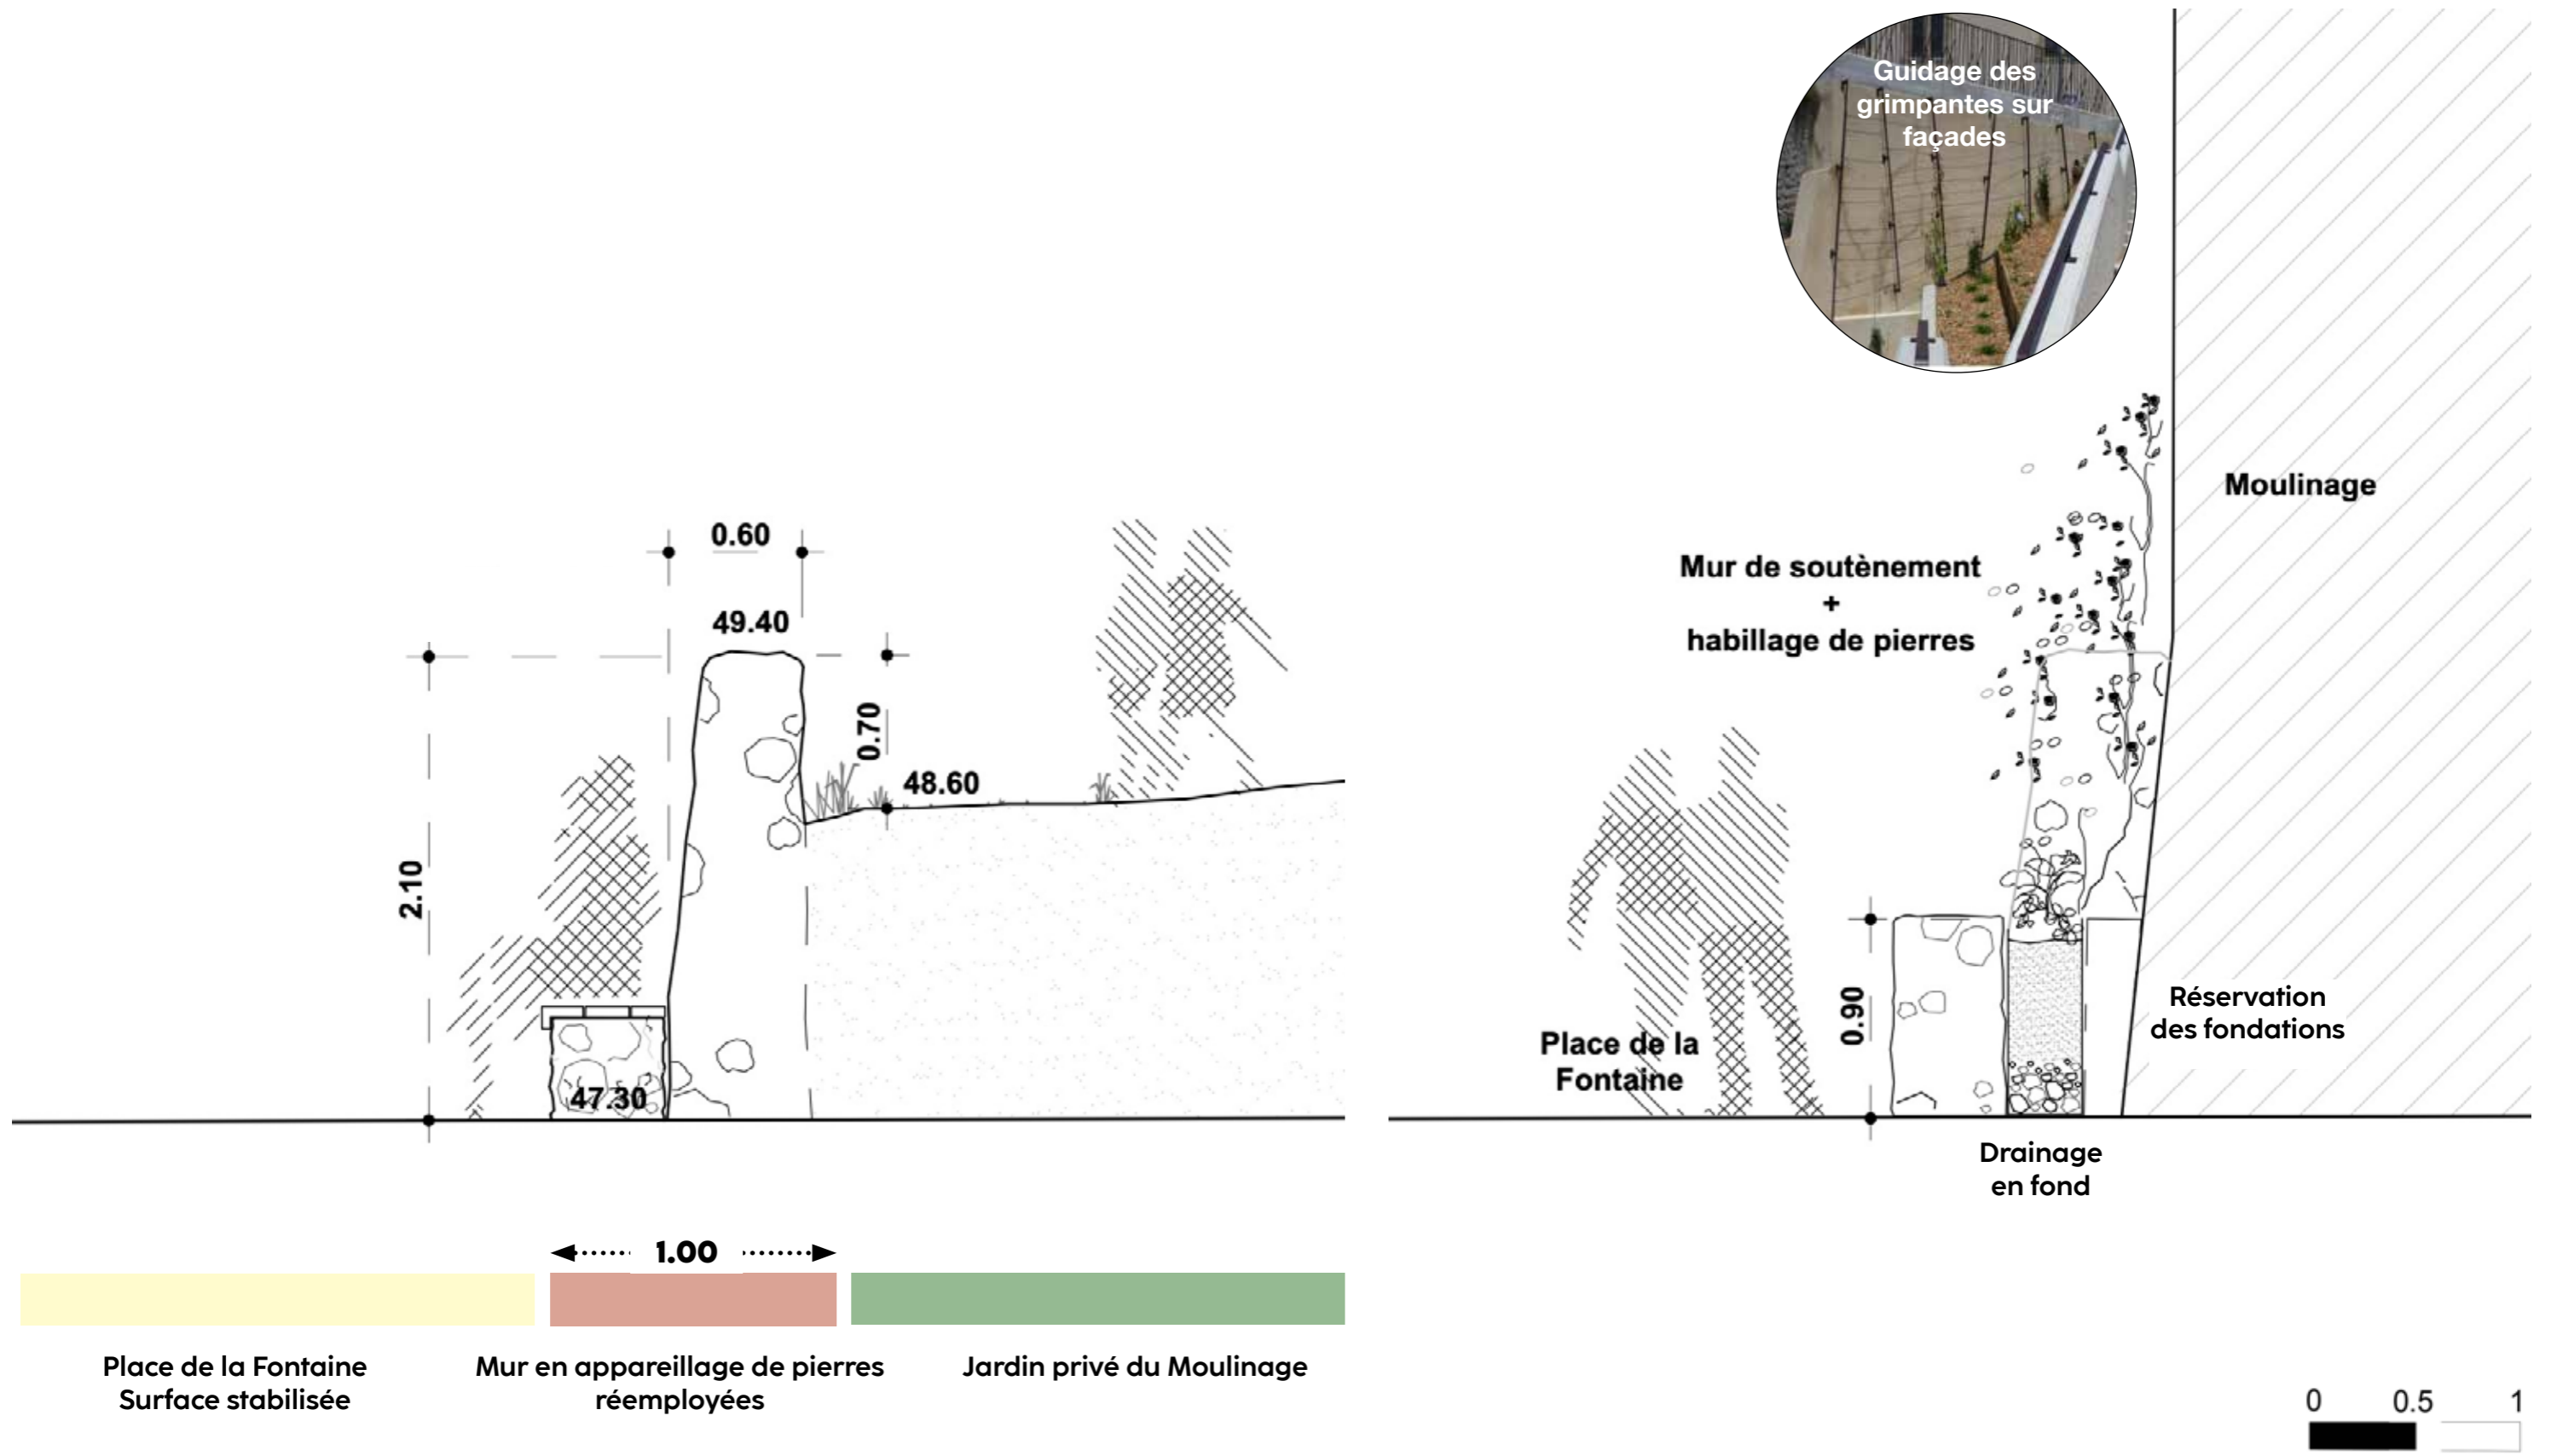 Guidage des
grimpantes sur
façades
Moulinage
0.60
Mur de soutènement
+
habillage de pierres
49.40
0.70
48.60
2.10
0.90
Réservation
des fondations
Place de la
Fontaine
47.30
Drainage
en fond
1.00
Place de la Fontaine
Surface stabilisée
Mur en appareillage de pierres
réemployées
Jardin privé du Moulinage
0 0.5 1